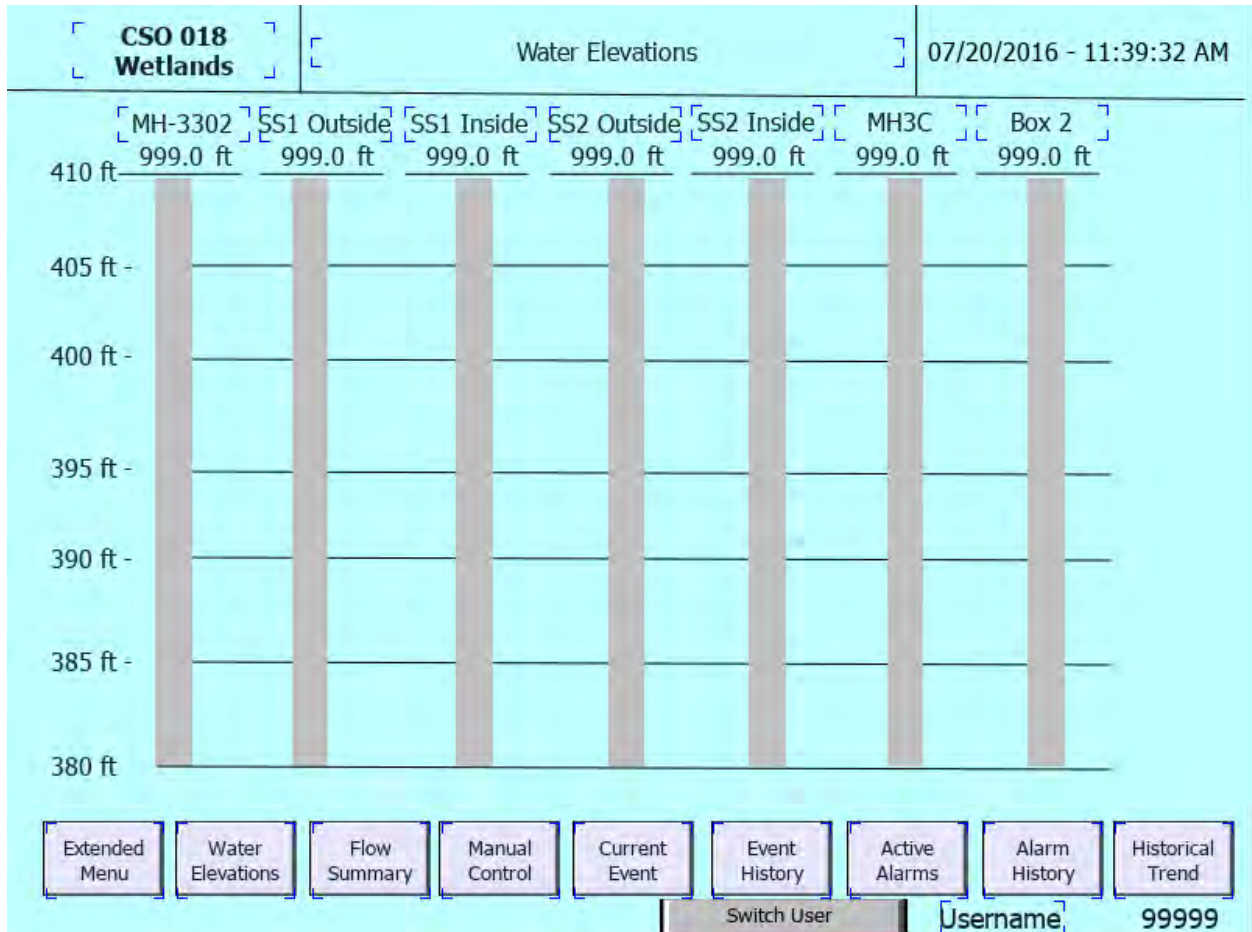 CSO 018
Wetlands
Water Elevations
07/20/2016 - 11:39:32 AM
MH-3302 SS1 Outside SS1 Inside SS2 Outside SS2 Inside MH3C Box 2
999.0 ft 999.0 ft 999.0 ft 999.0 ft 999.0 ft 999.0 ft 999.0 ft
410 ft
405 ft -
400 ft -
395 ft -
390 ft -
385 ft -
380 ft
Extended
Menu
Water
Elevations
Flow
Summary
Manual
Control
Current
Event
Event
History
Active
Alarms
Alarm
History
Historical
Trend
Switch User
Username 99999